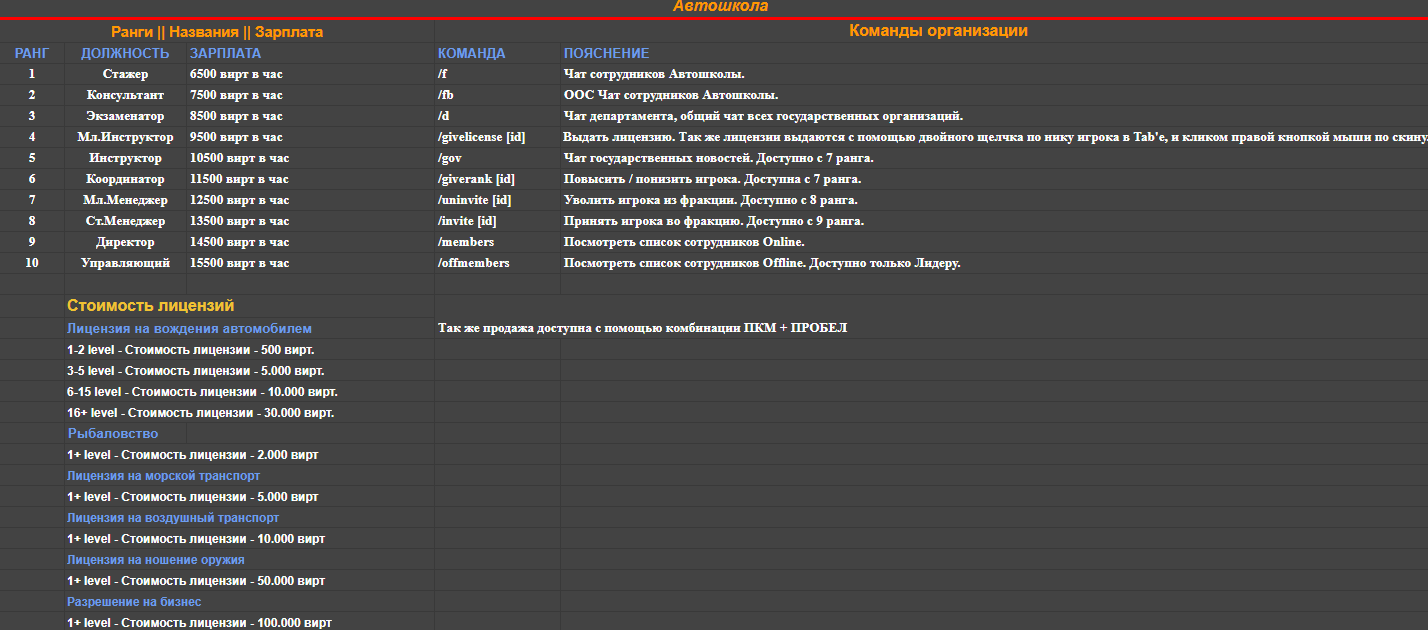 Автошкола
Ранги || Названия || Зарплата Команды организации
РАНГ ДОЛЖНОСТЬ ЗАРПЛАТА КОМАНДА ПОЯСНЕНИЕ
1 Стажер 6500 вирт в час /f Чат сотрудников Автошколы.
2 Консультант 7500 вирт в час /fb ООС Чат сотрудников Автошколы.
3 Экзаменатор 8500 вирт в час /d Чат департамента, общий чат всех государственных организаций.
4 Мл.Инструктор 9500 вирт в час /givelicense [id] Выдать лицензию. Так же лицензии выдаются с помощью двойного щелчка по нику игрока в Tab'e, и кликом правой кнопкой мыши по скину.
5 Инструктор 10500 вирт в час /gov Чат государственных новостей. Доступно с 7 ранга.
6 Координатор 11500 вирт в час /giverank [id] Повысить / понизить игрока. Доступна с 7 ранга.
7 Мл.Менеджер 12500 вирт в час /uninvite [id] Уволить игрока из фракции. Доступно с 8 ранга.
8 Ст.Менеджер 13500 вирт в час /invite [id] Принять игрока во фракцию. Доступно с 9 ранга.
9 Директор 14500 вирт в час /members Посмотреть список сотрудников Online.
10 Управляющий 15500 вирт в час /offmembers Посмотреть список сотрудников Offline. Доступно только Лидеру.
Стоимость лицензий
Лицензия на вождения автомобилем Так же продажа доступна с помощью комбинации ПКМ + ПРОБЕЛ
1-2 level - Стоимость лицензии - 500 вирт.
3-5 level - Стоимость лицензии - 5.000 вирт.
6-15 level - Стоимость лицензии - 10.000 вирт.
16+ level - Стоимость лицензии - 30.000 вирт.
Рыбаловство
1+ level - Стоимость лицензии - 2.000 вирт
Лицензия на морской транспорт
1+ level - Стоимость лицензии - 5.000 вирт
Лицензия на воздушный транспорт
1+ level - Стоимость лицензии - 10.000 вирт
Лицензия на ношение оружия
1+ level - Стоимость лицензии - 50.000 вирт
Разрешение на бизнес
1+ level - Стоимость лицензии - 100.000 вирт